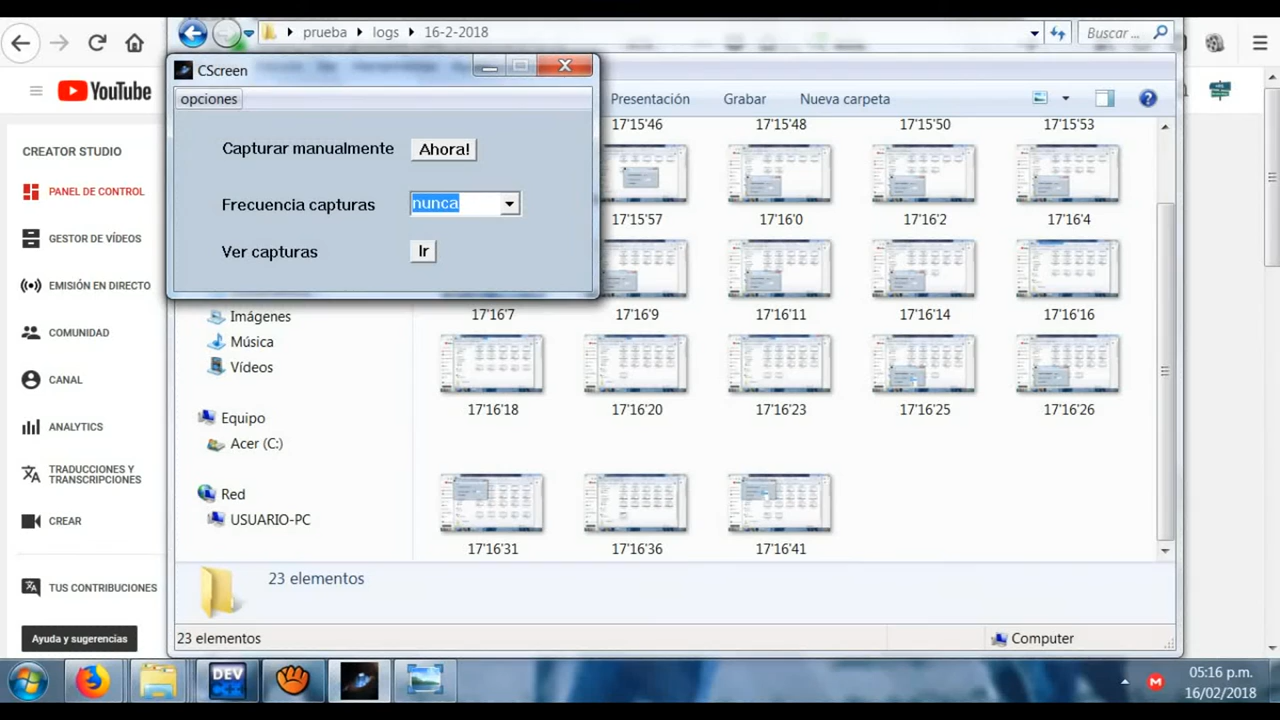 prueba ▸ logs ▸ 16-2-2018
Buscar ...
CScreen
opciones
Presentación
Grabar
Nueva carpeta
Capturar manualmente
Ahora!
Frecuencia capturas
nunca
Ver capturas
Ir
YouTube
CREATOR STUDIO
PANEL DE CONTROL
GESTOR DE VÍDEOS
EMISIÓN EN DIRECTO
COMUNIDAD
CANAL
ANALYTICS
TRADUCCIONES Y
TRANSCRIPCIONES
CREAR
TUS CONTRIBUCIONES
Ayuda y sugerencias
Imágenes
Música
Vídeos
Equipo
Acer (C:)
Red
USUARIO-PC
17'15'46
17'15'48
17'15'50
17'15'53
17'15'57
17'16'0
17'16'2
17'16'4
17'16'7
17'16'9
17'16'11
17'16'14
17'16'16
17'16'18
17'16'20
17'16'23
17'16'25
17'16'26
17'16'31
17'16'36
17'16'41
23 elementos
23 elementos
Computer
DEV
05:16 p.m.
16/02/2018